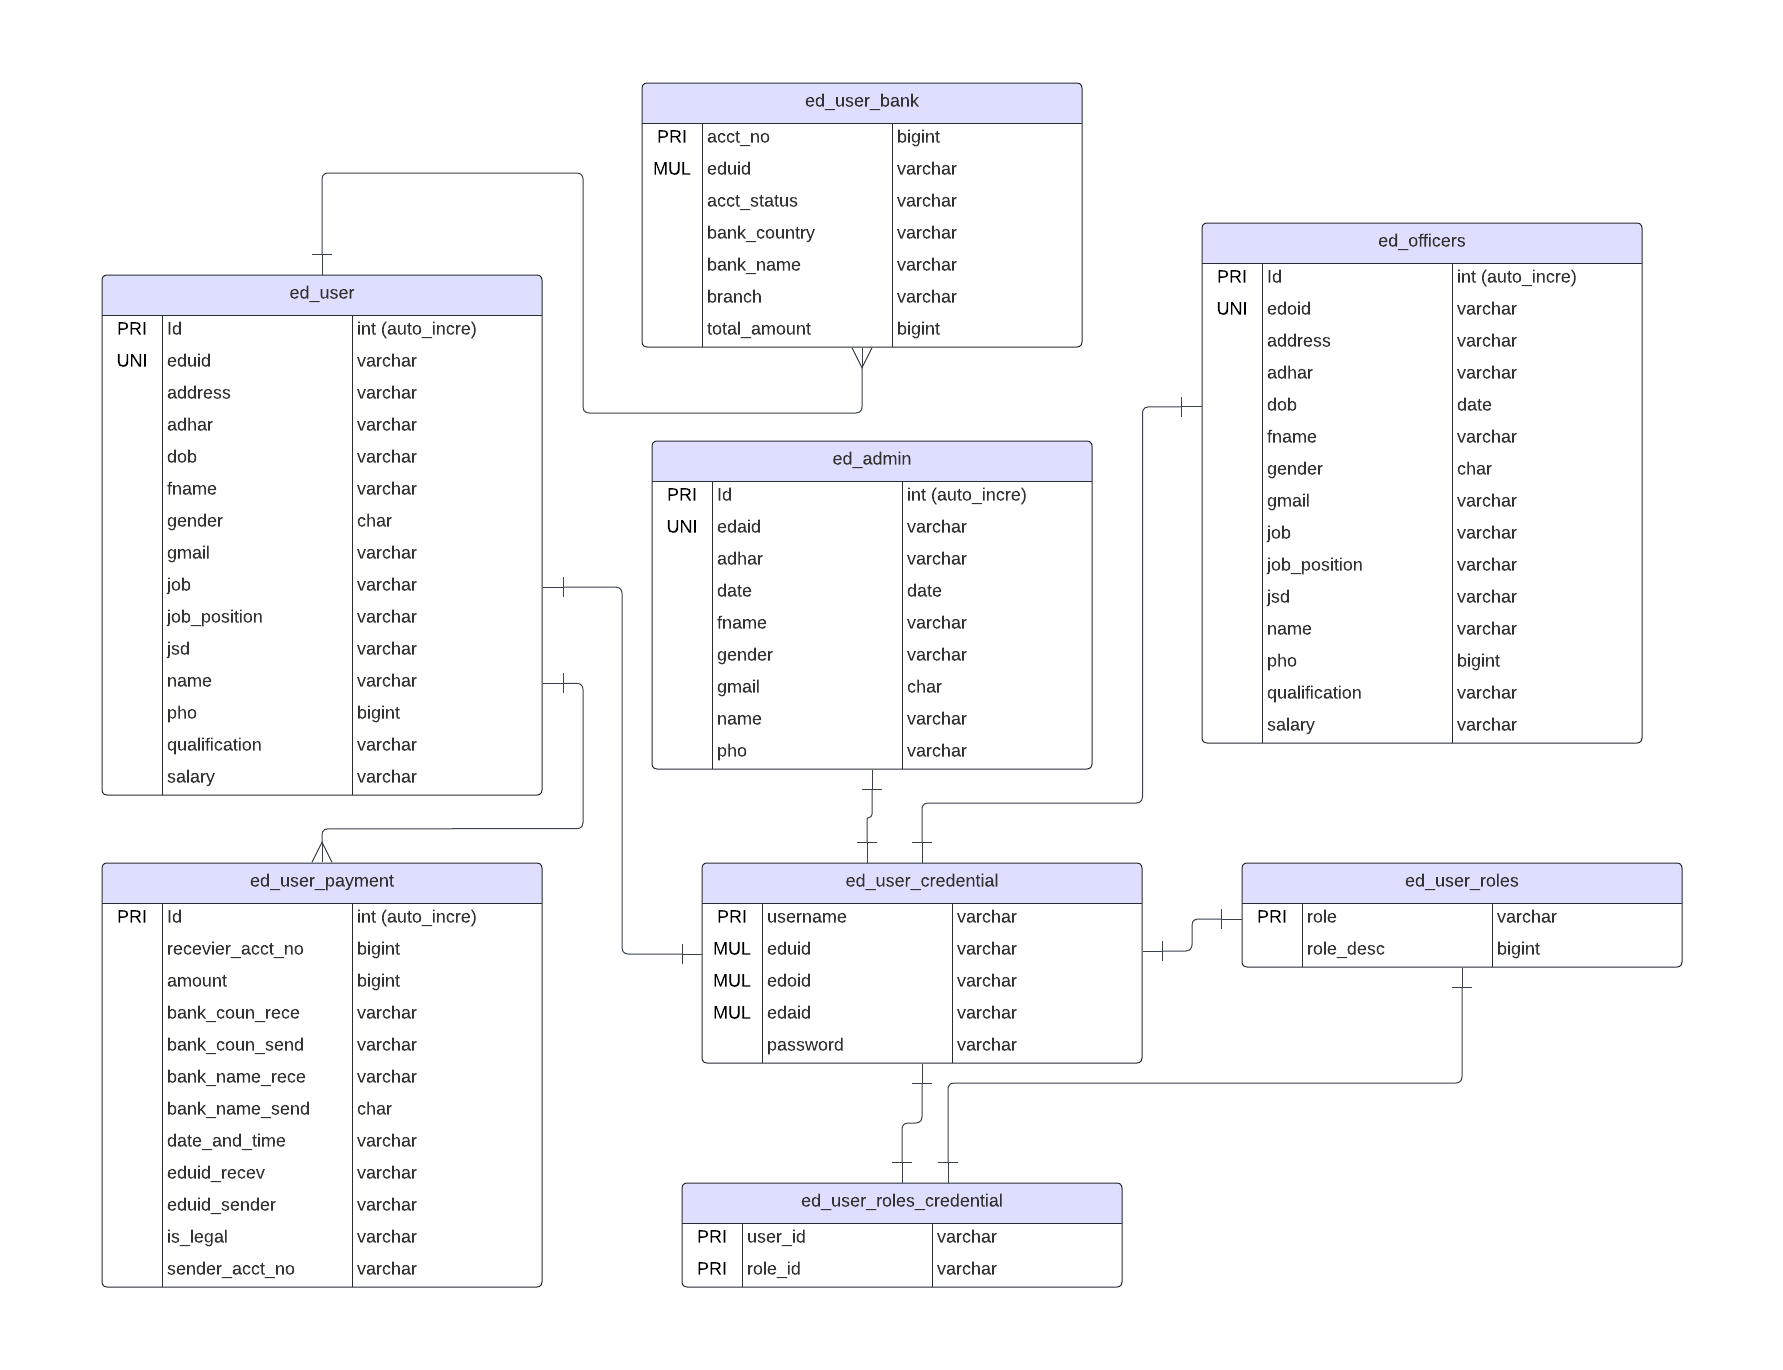 ed_user_bank
PRI acct_no bigint
MUL eduid varchar
acct_status varchar
bank_country varchar
bank_name varchar
branch varchar
total_amount bigint
ed_officers
PRI Id int (auto_incre)
UNI edoid varchar
address varchar
adhar varchar
dob date
fname varchar
gender char
gmail varchar
job varchar
job_position varchar
jsd varchar
name varchar
pho bigint
qualification varchar
salary varchar
ed_user
PRI Id int (auto_incre)
UNI eduid varchar
address varchar
adhar varchar
dob varchar
fname varchar
gender char
gmail varchar
job varchar
job_position varchar
jsd varchar
name varchar
pho bigint
qualification varchar
salary varchar
ed_admin
PRI Id int (auto_incre)
UNI edaid varchar
adhar varchar
date date
fname varchar
gender varchar
gmail char
name varchar
pho varchar
ed_user_payment
PRI Id int (auto_incre)
recevier_acct_no bigint
amount bigint
bank_coun_rece varchar
bank_coun_send varchar
bank_name_rece varchar
bank_name_send char
date_and_time varchar
eduid_recev varchar
eduid_sender varchar
is_legal varchar
sender_acct_no varchar
ed_user_credential
PRI username varchar
MUL eduid varchar
MUL edoid varchar
MUL edaid varchar
password varchar
ed_user_roles
PRI role varchar
role_desc bigint
ed_user_roles_credential
PRI user_id varchar
PRI role_id varchar